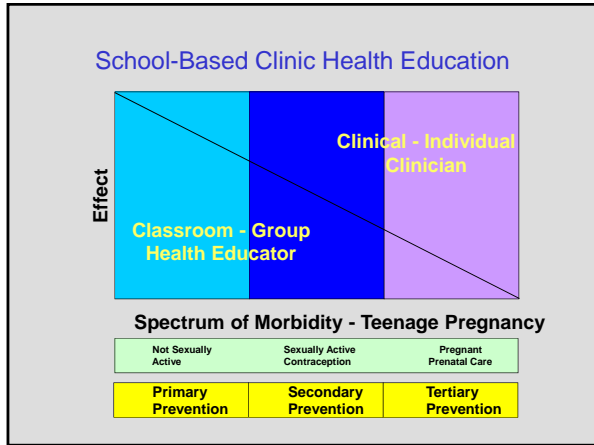 School-Based Clinic Health Education
Effect
Clinical - Individual
Clinician
Classroom - Group
Health Educator
Spectrum of Morbidity - Teenage Pregnancy
Not Sexually
Active
Sexually Active
Contraception
Pregnant
Prenatal Care
Primary
Prevention
Secondary
Prevention
Tertiary
Prevention